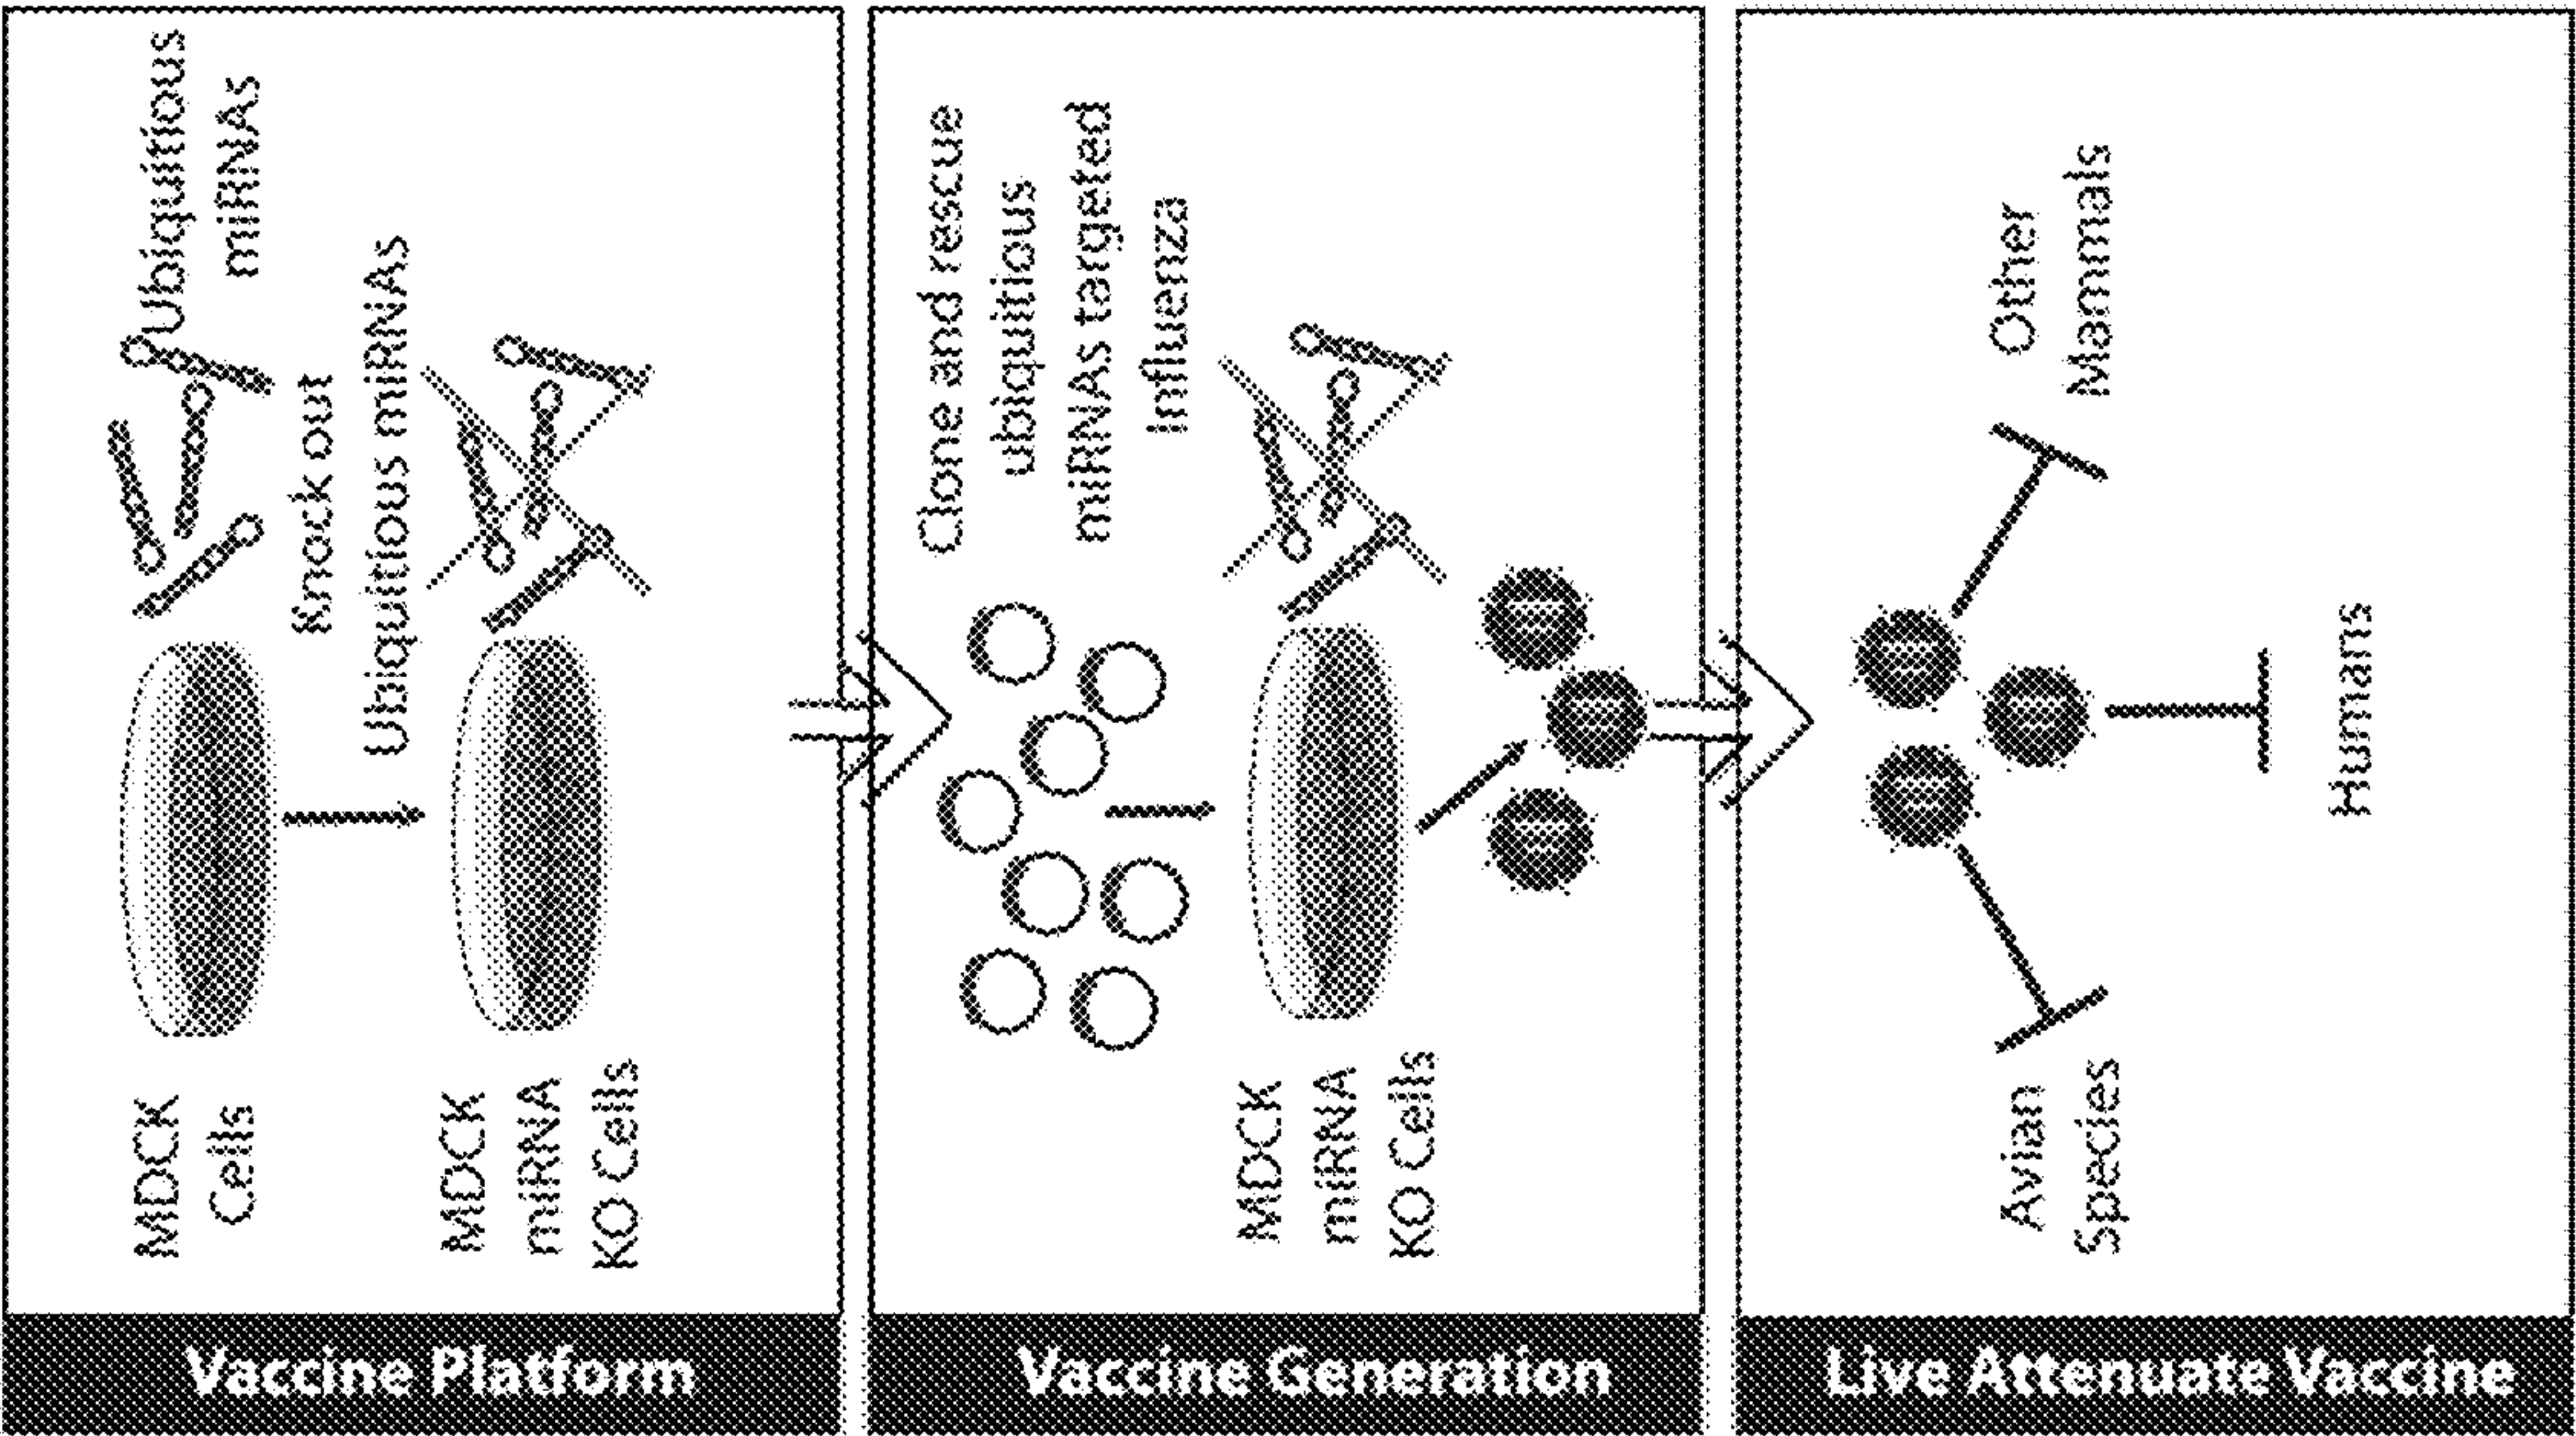 Vaccine Platform
MDCK
Cells
Ubiquitious
miRNAs
Knock out
Ubiquitious miRNAs
MDCK
miRNA
KO Cells
Vaccine Generation
Clone and rescue
ubiquitious
miRNAs targeted
influenza
MDCK
miRNA
KO Cells
Live Attenuate Vaccine
Avian
Species
Other
Mammals
Humans